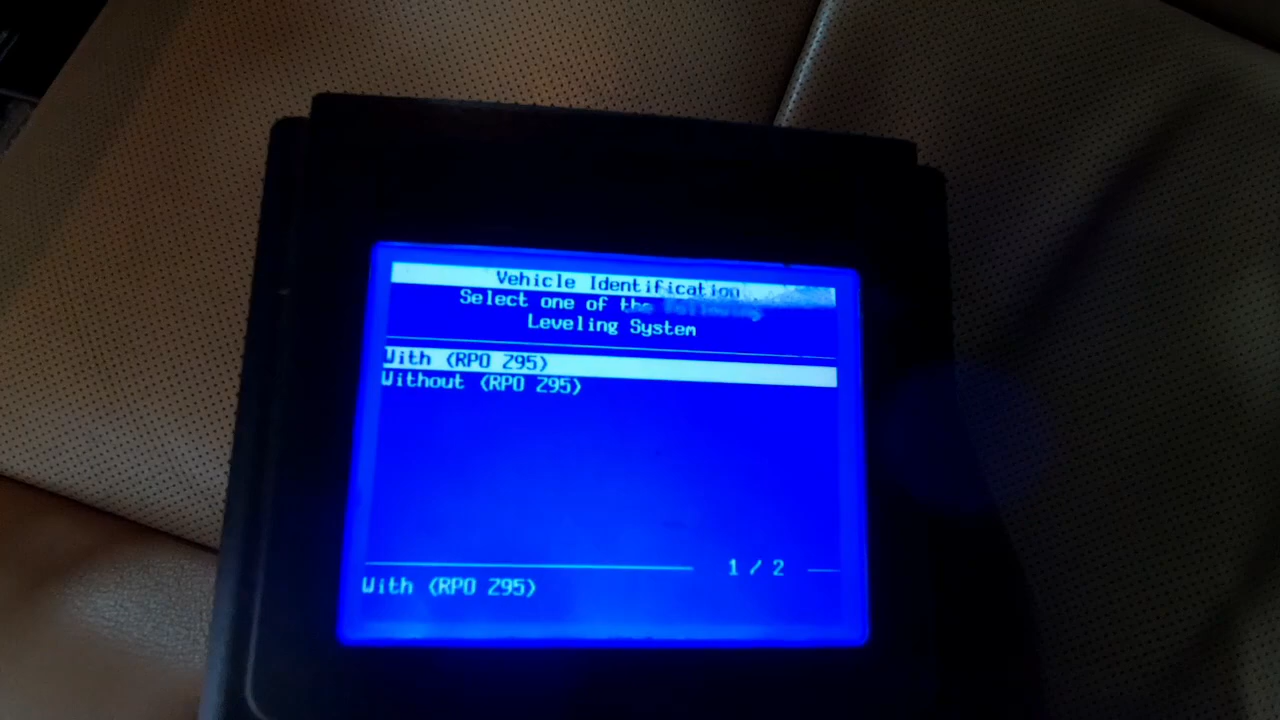 Vehicle Identification
Select one of the following
Leveling System
With (RPO Z95)
Without (RPO Z95)
1 / 2
With (RPO Z95)